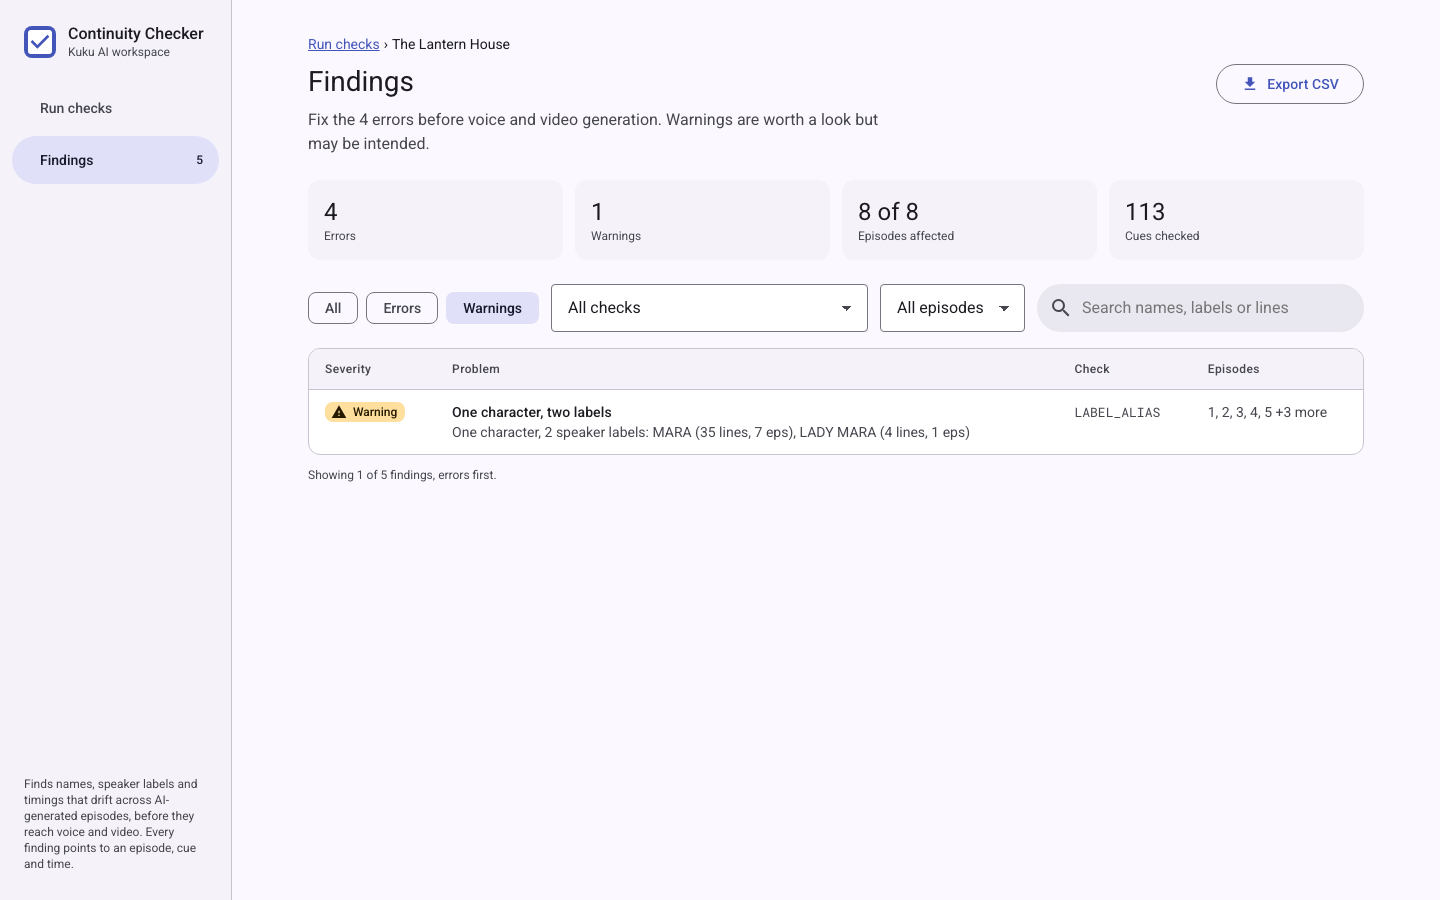 Continuity Checker
Kuku AI workspace
Run checks
Findings 5
Finds names, speaker labels and
timings that drift across AI-
generated episodes, before they
reach voice and video. Every
finding points to an episode, cue
and time.
Run checks › The Lantern House
Findings
Export CSV
Fix the 4 errors before voice and video generation. Warnings are worth a look but
may be intended.
4
Errors
1
Warnings
8 of 8
Episodes affected
113
Cues checked
All Errors Warnings All checks All episodes Search names, labels or lines
Severity Problem Check Episodes
Warning One character, two labels LABEL_ALIAS 1, 2, 3, 4, 5 +3 more
One character, 2 speaker labels: MARA (35 lines, 7 eps), LADY MARA (4 lines, 1 eps)
Showing 1 of 5 findings, errors first.